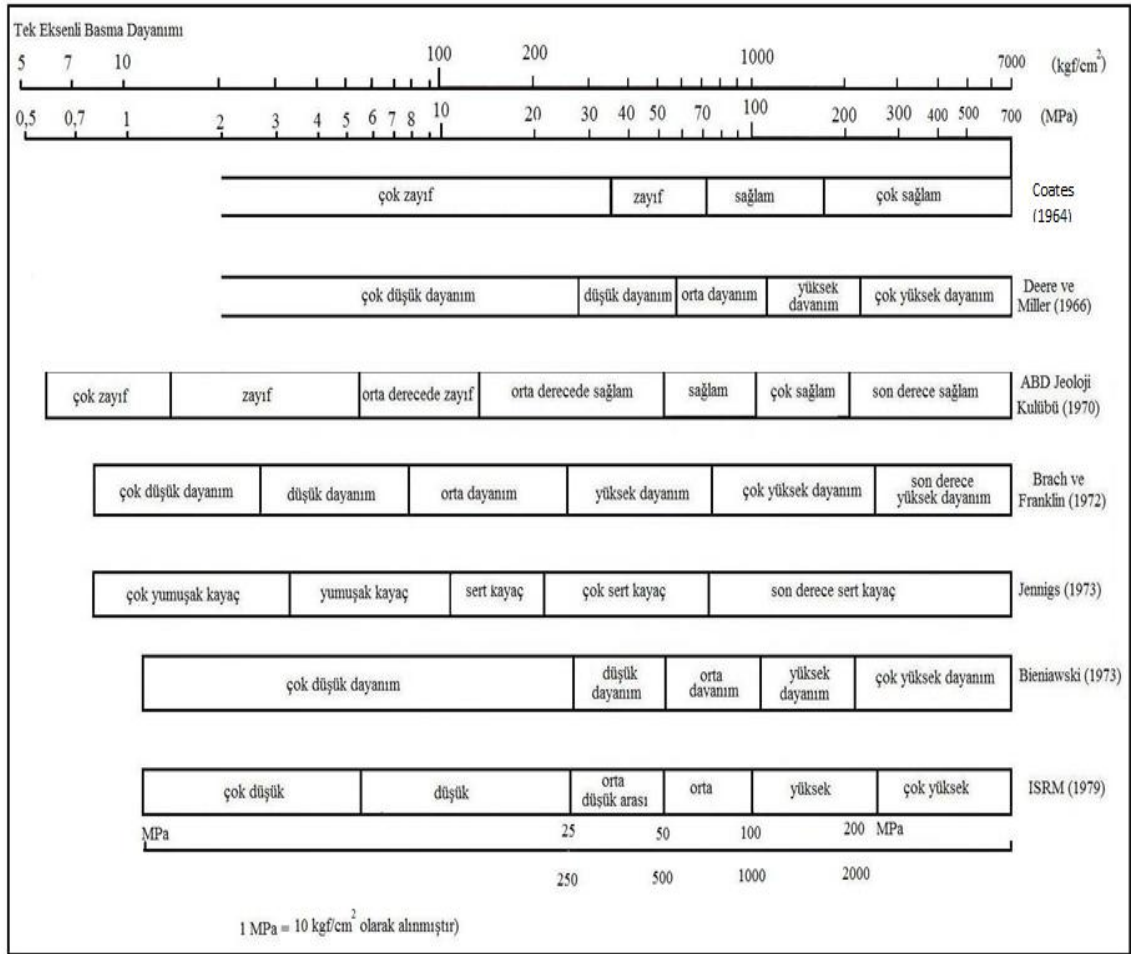 Tek Eksenli Basma Dayanımı
5 7 10 100 200 1000 7000 (kgf/cm²)
0,5 0,7 1 2 3 4 5 6 7 8 10 20 30 40 50 70 100 200 300 400 500 700 (MPa)
çok zayıf zayıf sağlam çok sağlam Coates
(1964)
çok düşük dayanım düşük dayanım orta dayanım yüksek
davanım çok yüksek dayanım Deere ve
Miller (1966)
çok zayıf zayıf orta derecede zayıf orta derecede sağlam sağlam çok sağlam son derece sağlam ABD Jeoloji
Kulübü (1970)
çok düşük dayanım düşük dayanım orta dayanım yüksek dayanım çok yüksek dayanım son derece
yüksek dayanım Brach ve
Franklin (1972)
çok yumuşak kayaç yumuşak kayaç sert kayaç çok sert kayaç son derece sert kayaç Jennigs (1973)
çok düşük dayanım düşük
dayanım orta
davanım yüksek
dayanım çok yüksek dayanım Bieniawski (1973)
çok düşük düşük orta
düşük arası orta yüksek çok yüksek ISRM (1979)
MPa 25 50 100 200 MPa
250 500 1000 2000
1 MPa = 10 kgf/cm² olarak alınmıştır)